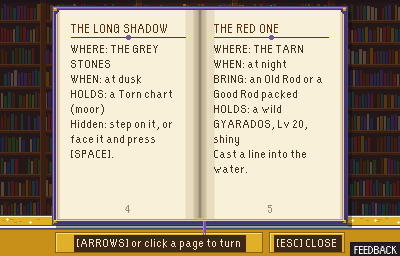 THE LONG SHADOW
WHERE: THE GREY
STONES
WHEN: at dusk
HOLDS: a Torn chart
(moor)
Hidden: step on it, or
face it and press
[SPACE].
4
THE RED ONE
WHERE: THE TARN
WHEN: at night
BRING: an Old Rod or a
Good Rod packed
HOLDS: a wild
GYARADOS, Lv 20,
shiny
Cast a line into the
water.
5
[ARROWS] or click a page to turn
[ESC] CLOSE
FEEDBACK